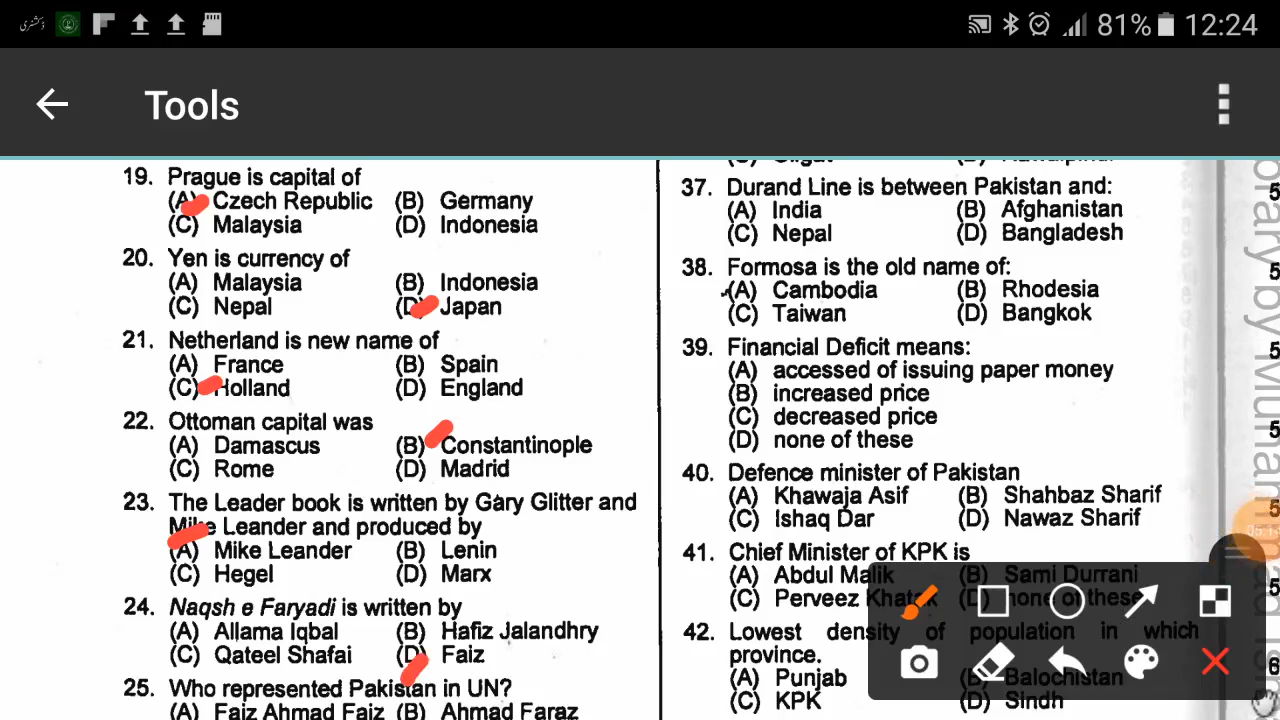 ڈکشنری
81% 12:24
Tools
19. Prague is capital of
(A) Czech Republic (B) Germany
(C) Malaysia (D) Indonesia
20. Yen is currency of
(A) Malaysia (B) Indonesia
(C) Nepal (D) Japan
21. Netherland is new name of
(A) France (B) Spain
(C) Holland (D) England
22. Ottoman capital was
(A) Damascus (B) Constantinople
(C) Rome (D) Madrid
23. The Leader book is written by Gary Glitter and
Mike Leander and produced by
(A) Mike Leander (B) Lenin
(C) Hegel (D) Marx
24. Naqsh e Faryadi is written by
(A) Allama Iqbal (B) Hafiz Jalandhry
(C) Qateel Shafai (D) Faiz
25. Who represented Pakistan in UN?
(A) Faiz Ahmad Faiz (B) Ahmad Faraz
37. Durand Line is between Pakistan and:
(A) India (B) Afghanistan
(C) Nepal (D) Bangladesh
38. Formosa is the old name of:
(A) Cambodia (B) Rhodesia
(C) Taiwan (D) Bangkok
39. Financial Deficit means:
(A) accessed of issuing paper money
(B) increased price
(C) decreased price
(D) none of these
40. Defence minister of Pakistan
(A) Khawaja Asif (B) Shahbaz Sharif
(C) Ishaq Dar (D) Nawaz Sharif
41. Chief Minister of KPK is
(A) Abdul Malik (B) Sami Durrani
(C) Perveez Khatak (D) none of these
42. Lowest density of population in which
province.
(A) Punjab (B) Balochistan
(C) KPK (D) Sindh